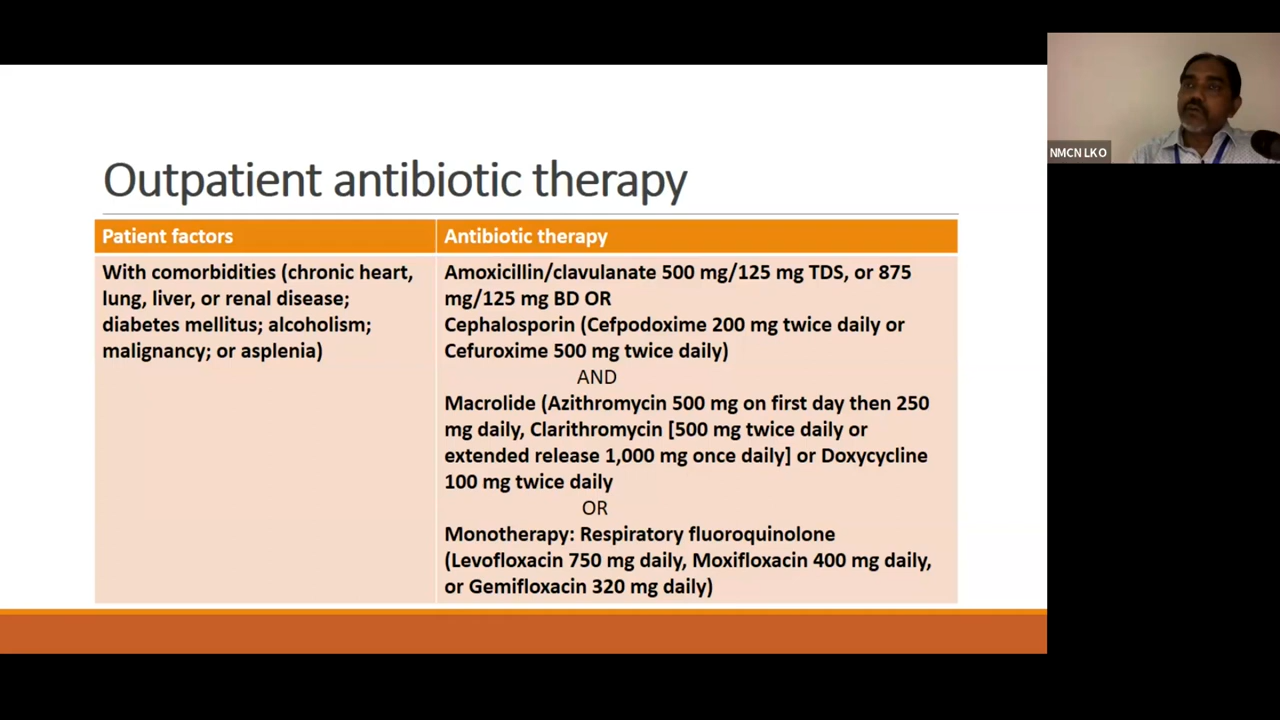 Outpatient antibiotic therapy
Patient factors
Antibiotic therapy
With comorbidities (chronic heart,
lung, liver, or renal disease;
diabetes mellitus; alcoholism;
malignancy; or asplenia)
Amoxicillin/clavulanate 500 mg/125 mg TDS, or 875
mg/125 mg BD OR
Cephalosporin (Cefpodoxime 200 mg twice daily or
Cefuroxime 500 mg twice daily)
AND
Macrolide (Azithromycin 500 mg on first day then 250
mg daily, Clarithromycin [500 mg twice daily or
extended release 1,000 mg once daily] or Doxycycline
100 mg twice daily
OR
Monotherapy: Respiratory fluoroquinolone
(Levofloxacin 750 mg daily, Moxifloxacin 400 mg daily,
or Gemifloxacin 320 mg daily)
NMCN LKO